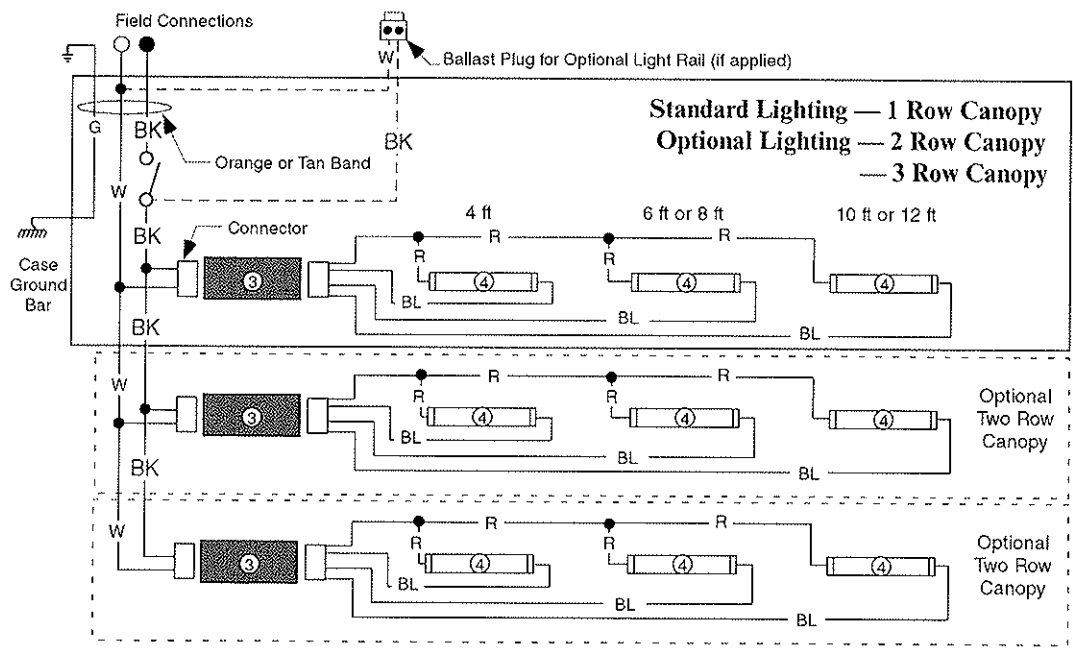 Field Connections
W
Ballast Plug for Optional Light Rail (if applied)
Standard Lighting — 1 Row Canopy
Optional Lighting — 2 Row Canopy
— 3 Row Canopy
G
BK
BK
Orange or Tan Band
W
4 ft
6 ft or 8 ft
10 ft or 12 ft
BK
Connector
R
R
Case
Ground
Bar
R
R
3
4
4
4
BL
BL
BL
BK
W
R
R
R
R
Optional
Two Row
Canopy
3
4
4
4
BL
BL
BL
BK
W
R
R
R
R
Optional
Two Row
Canopy
3
4
4
4
BL
BL
BL